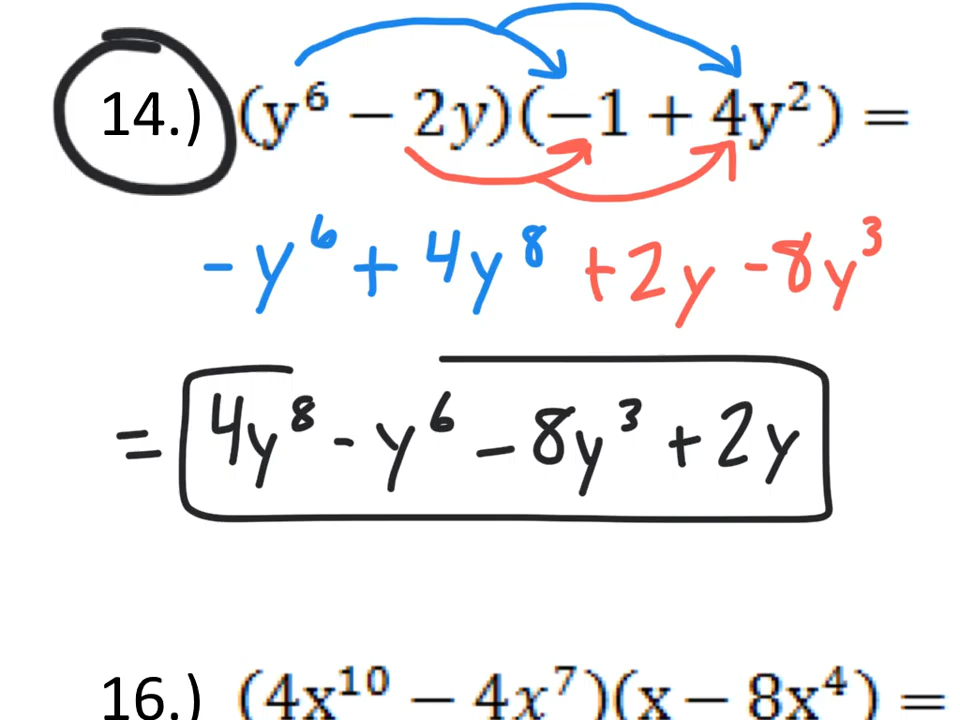 14.) (y⁶ − 2y)(−1 + 4y²) =
- y⁶ + 4y⁸ + 2y - 8y³
= 4y⁸ - y⁶ - 8y³ + 2y
16.) (4x¹⁰ − 4x⁷)(x − 8x⁴) =